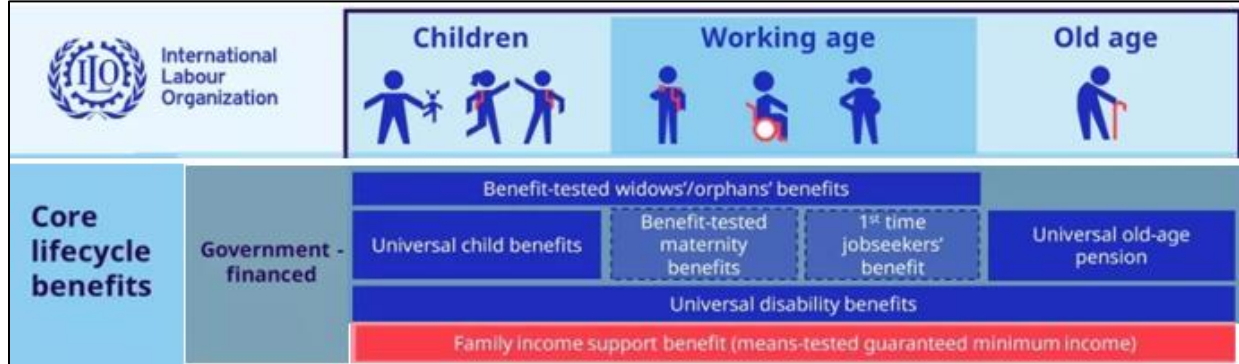 ILO
International
Labour
Organization
Children
Working age
Old age
Core
lifecycle
benefits
Government -
financed
Benefit-tested widows'/orphans' benefits
Universal child benefits
Benefit-tested
maternity
benefits
1st time
jobseekers'
benefit
Universal old-age
pension
Universal disability benefits
Family income support benefit (means-tested guaranteed minimum income)